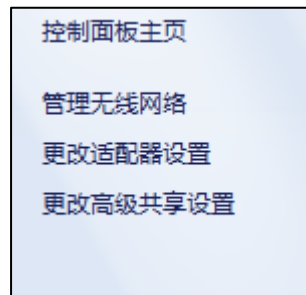 控制面板主页
管理无线网络
更改适配器设置
更改高级共享设置